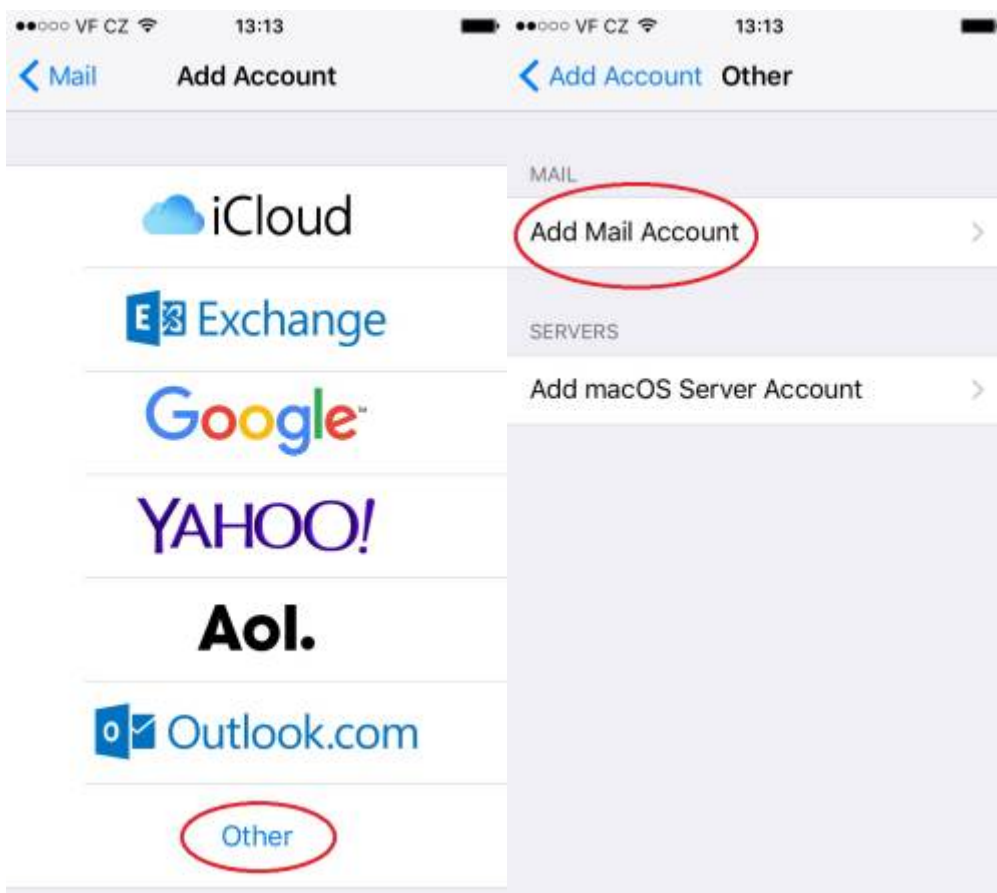 VF CZ 13:13
Mail Add Account
iCloud
E Exchange
Google
YAHOO!
Aol.
o Outlook.com
Other
VF CZ 13:13
Add Account Other
MAIL
Add Mail Account
SERVERS
Add macOS Server Account